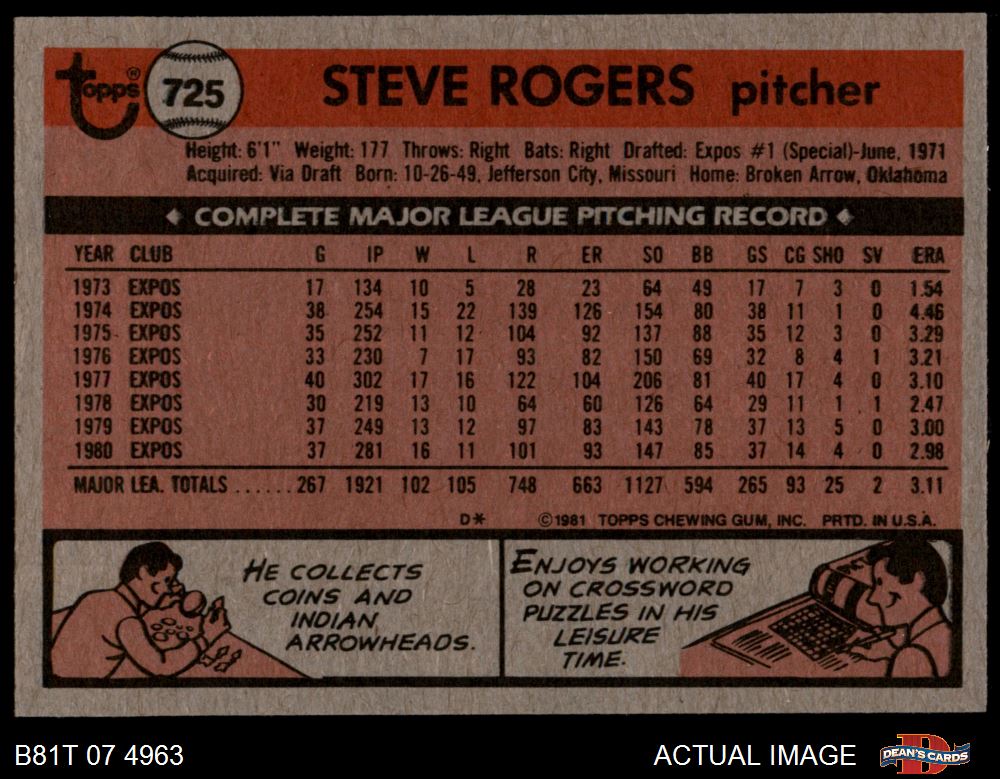 topps® 725 STEVE ROGERS pitcher
Height: 6'1" Weight: 177 Throws: Right Bats: Right Drafted: Expos #1 (Special)-June, 1971
Acquired: Via Draft Born: 10-26-49, Jefferson City, Missouri Home: Broken Arrow, Oklahoma
COMPLETE MAJOR LEAGUE PITCHING RECORD
YEAR CLUB G IP W L R ER SO BB GS CG SHO SV ERA
1973 EXPOS 17 134 10 5 28 23 64 49 17 7 3 0 1.54
1974 EXPOS 38 254 15 22 139 126 154 80 38 11 1 0 4.46
1975 EXPOS 35 252 11 12 104 92 137 88 35 12 3 0 3.29
1976 EXPOS 33 230 7 17 93 82 150 69 32 8 4 1 3.21
1977 EXPOS 40 302 17 16 122 104 206 81 40 17 4 0 3.10
1978 EXPOS 30 219 13 10 64 60 126 64 29 11 1 1 2.47
1979 EXPOS 37 249 13 12 97 83 143 78 37 13 5 0 3.00
1980 EXPOS 37 281 16 11 101 93 147 85 37 14 4 0 2.98
MAJOR LEA. TOTALS ...... 267 1921 102 105 748 663 1127 594 265 93 25 2 3.11
D* ©1981 TOPPS CHEWING GUM, INC. PRTD. IN U.S.A.
HE COLLECTS
COINS AND
INDIAN
ARROWHEADS.
ENJOYS WORKING
ON CROSSWORD
PUZZLES IN HIS
LEISURE
TIME.
B81T 07 4963 ACTUAL IMAGE DEAN'S CARDS